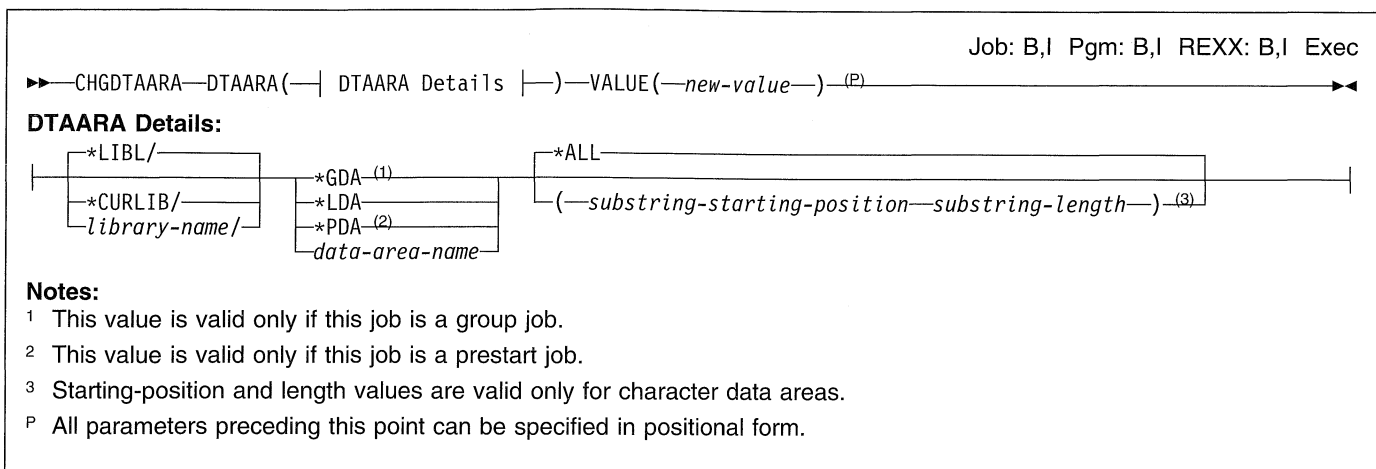 Job: B,I Pgm: B,I REXX: B,I Exec
CHGDTAARA DTAARA( DTAARA Details ) VALUE( new-value ) (P)
DTAARA Details:
*LIBL/ *ALL
*GDA (1)
*CURLIB/ *LDA ( substring-starting-position substring-length ) (3)
library-name/ *PDA (2)
data-area-name
Notes:
1 This value is valid only if this job is a group job.
2 This value is valid only if this job is a prestart job.
3 Starting-position and length values are valid only for character data areas.
P All parameters preceding this point can be specified in positional form.